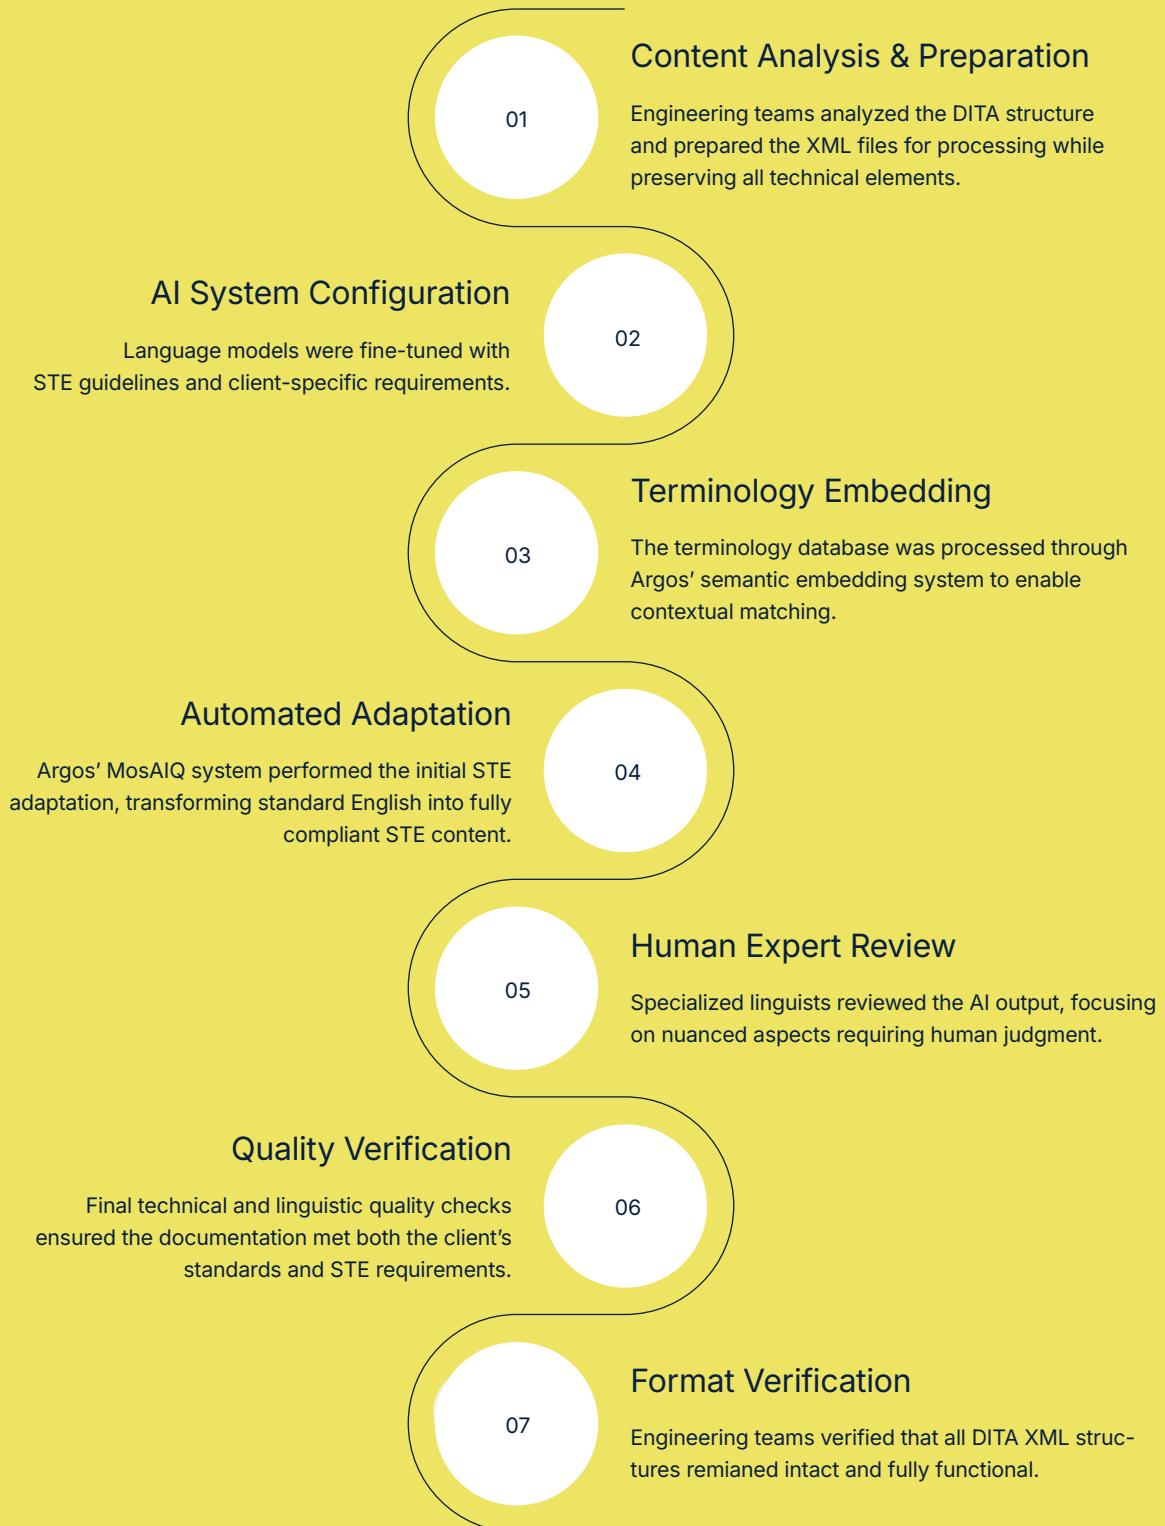 01
Content Analysis & Preparation
Engineering teams analyzed the DITA structure
and prepared the XML files for processing while
preserving all technical elements.
02
AI System Configuration
Language models were fine-tuned with
STE guidelines and client-specific requirements.
03
Terminology Embedding
The terminology database was processed through
Argos’ semantic embedding system to enable
contextual matching.
04
Automated Adaptation
Argos’ MosAIQ system performed the initial STE
adaptation, transforming standard English into fully
compliant STE content.
05
Human Expert Review
Specialized linguists reviewed the AI output, focusing
on nuanced aspects requiring human judgment.
06
Quality Verification
Final technical and linguistic quality checks
ensured the documentation met both the client’s
standards and STE requirements.
07
Format Verification
Engineering teams verified that all DITA XML struc-
tures remianed intact and fully functional.